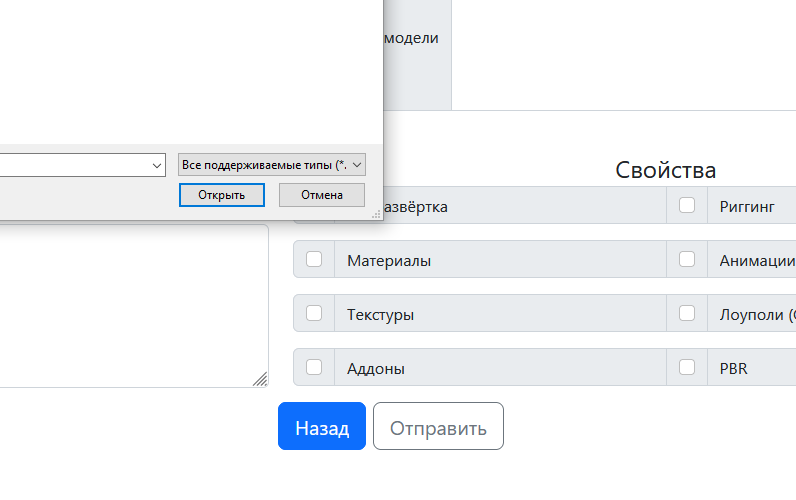 модели
Все поддерживаемые типы (*.
Открыть
Отмена
Свойства
азвёртка
Риггинг
Материалы
Анимации
Текстуры
Лоуполи (
Аддоны
PBR
Назад
Отправить